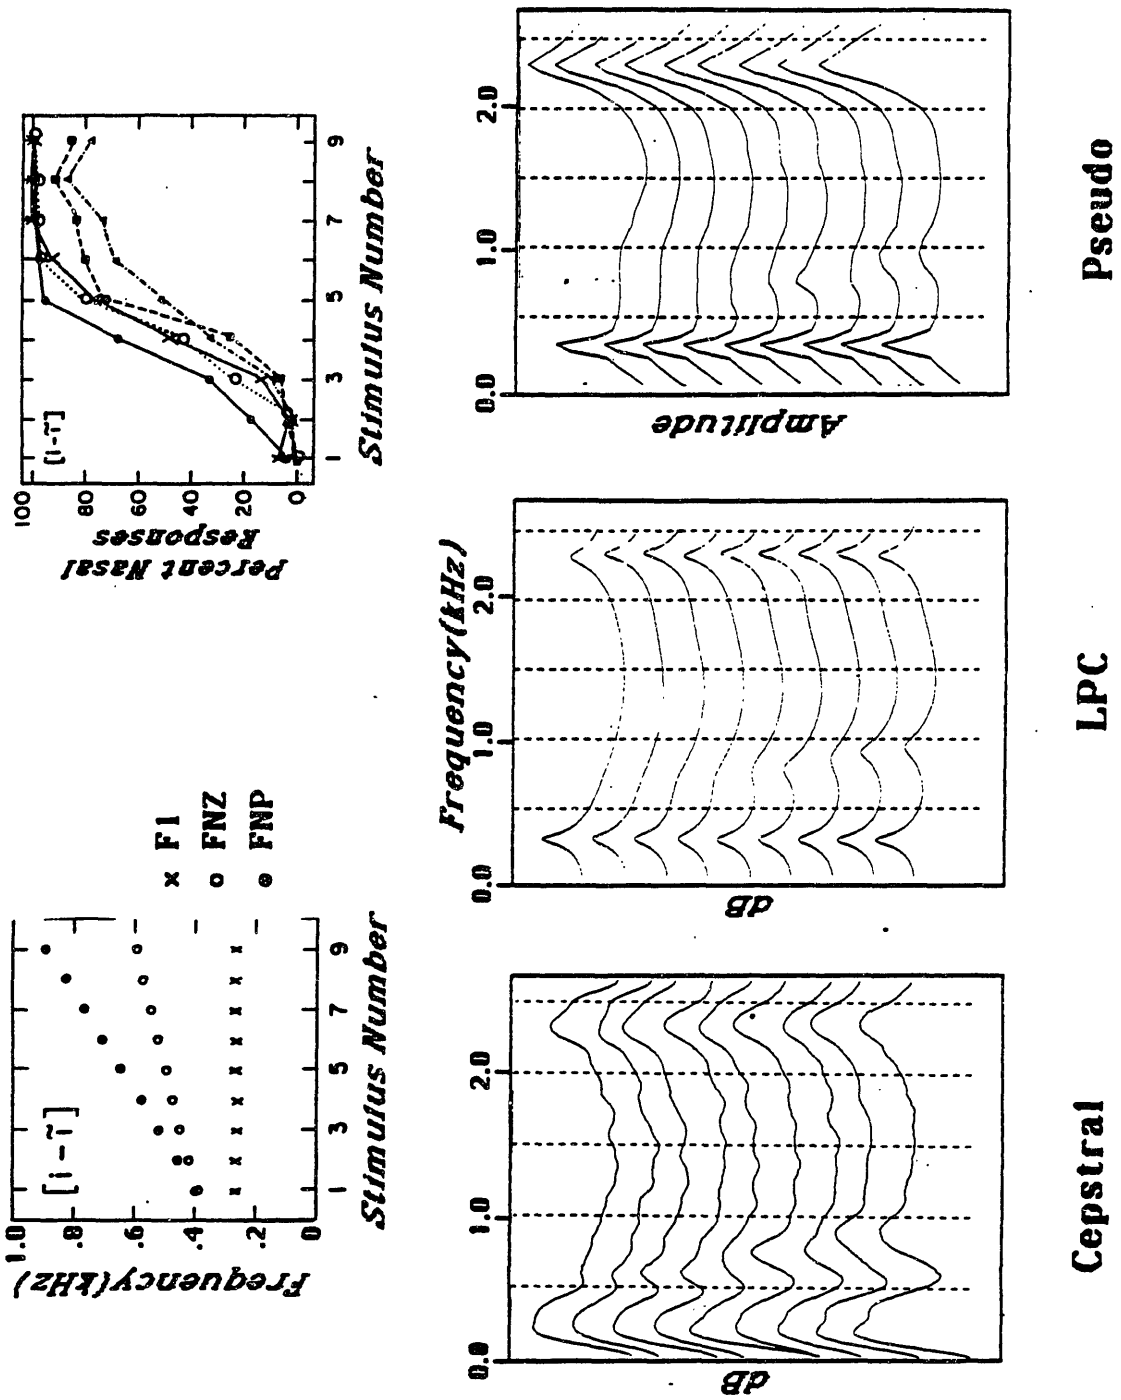 [i-ĩ]
1.0
.8
.6
.4
.2
0
Frequency(kHz)
1 3 5 7 9
Stimulus Number
x F1
o FNZ
● FNP
[i-ĩ]
100
80
60
40
20
0
Percent Nasal
Responses
1 3 5 7 9
Stimulus Number
Frequency(kHz)
0.0 1.0 2.0
dB
Cepstral
0.0 1.0 2.0
dB
LPC
0.0 1.0 2.0
Amplitude
Pseudo